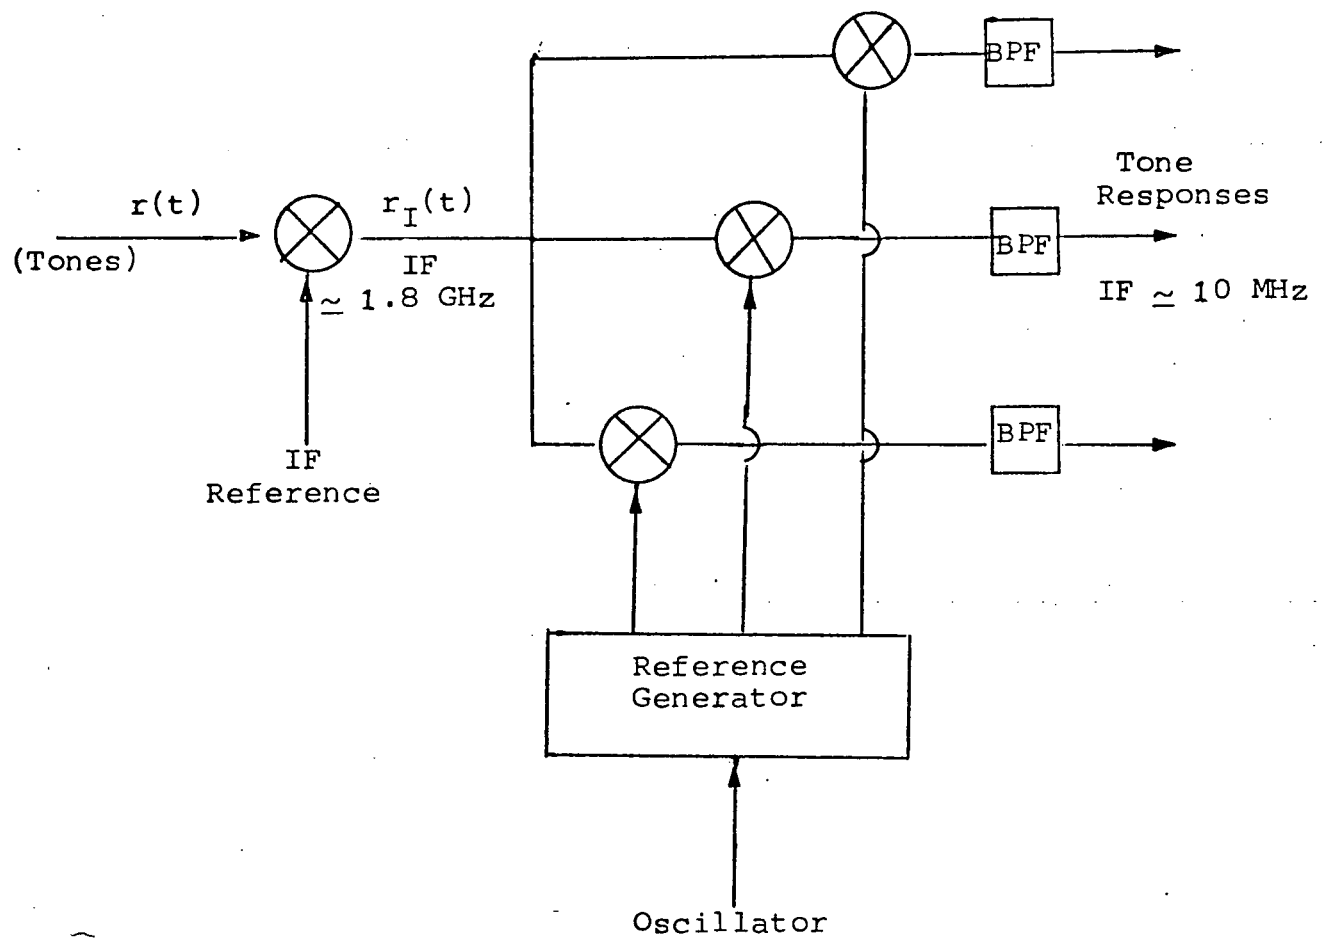 BPF
Tone
Responses
r(t)
r_I(t)
(Tones)
IF
≃ 1.8 GHz
BPF
IF ≃ 10 MHz
BPF
IF
Reference
Reference
Generator
Oscillator